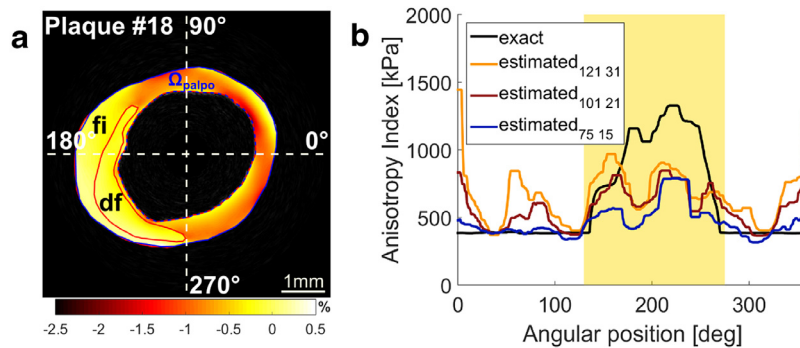 a
Plaque #18 90°
Ωpalpo
fi
180°
0°
df
270°
1mm
%
-2.5 -2 -1.5 -1 -0.5 0 0.5
b
Anisotropy Index [kPa]
2000
1500
1000
500
0
exact
estimated121 31
estimated101 21
estimated75 15
0 100 200 300
Angular position [deg]